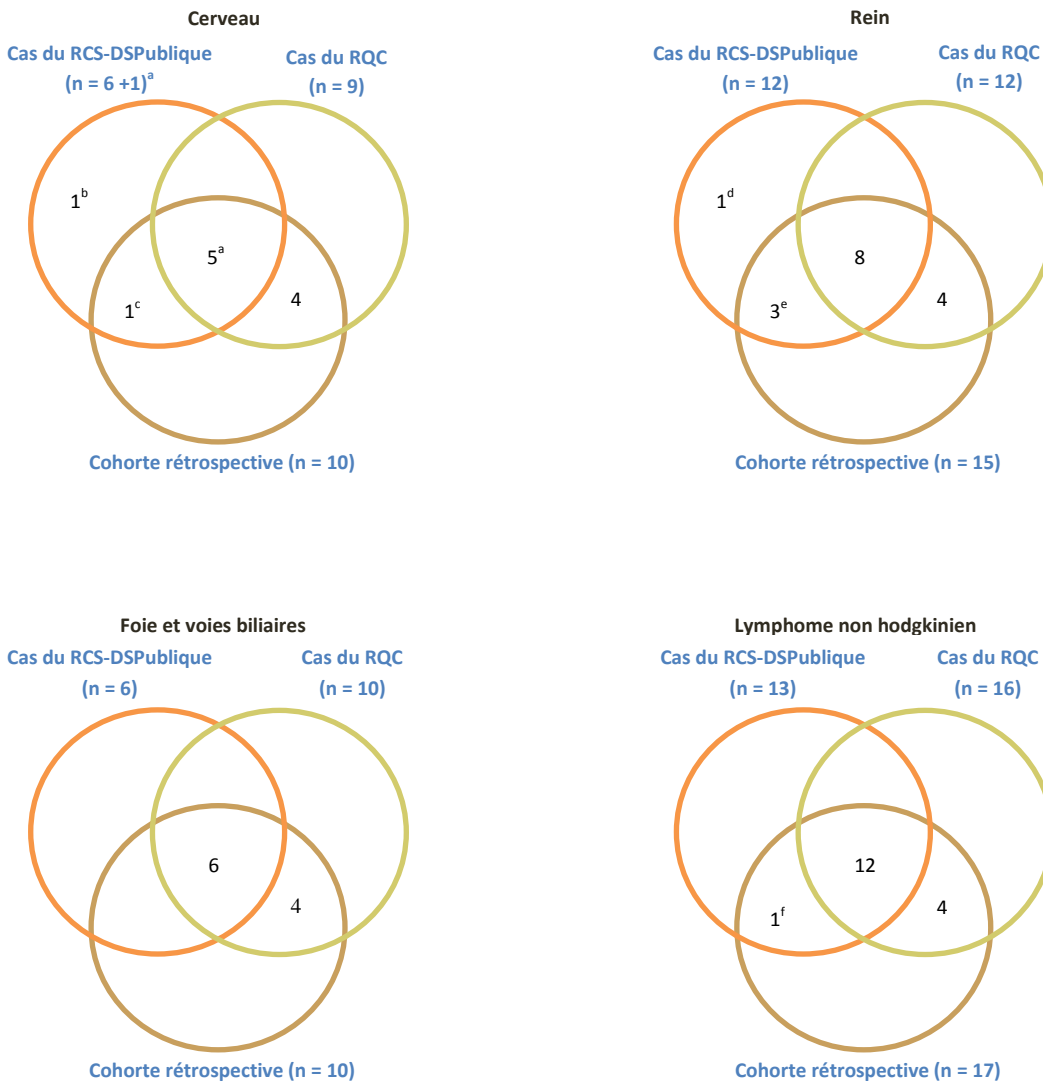 Cerveau
Cas du RCS-DSPublique
(n = 6 +1)a
Cas du RQC
(n = 9)
1b
5a
1c
4
Cohorte rétrospective (n = 10)
Rein
Cas du RCS-DSPublique
(n = 12)
Cas du RQC
(n = 12)
1d
8
3e
4
Cohorte rétrospective (n = 15)
Foie et voies biliaires
Cas du RCS-DSPublique
(n = 6)
Cas du RQC
(n = 10)
6
4
Cohorte rétrospective (n = 10)
Lymphome non hodgkinien
Cas du RCS-DSPublique
(n = 13)
Cas du RQC
(n = 16)
12
1f
4
Cohorte rétrospective (n = 17)